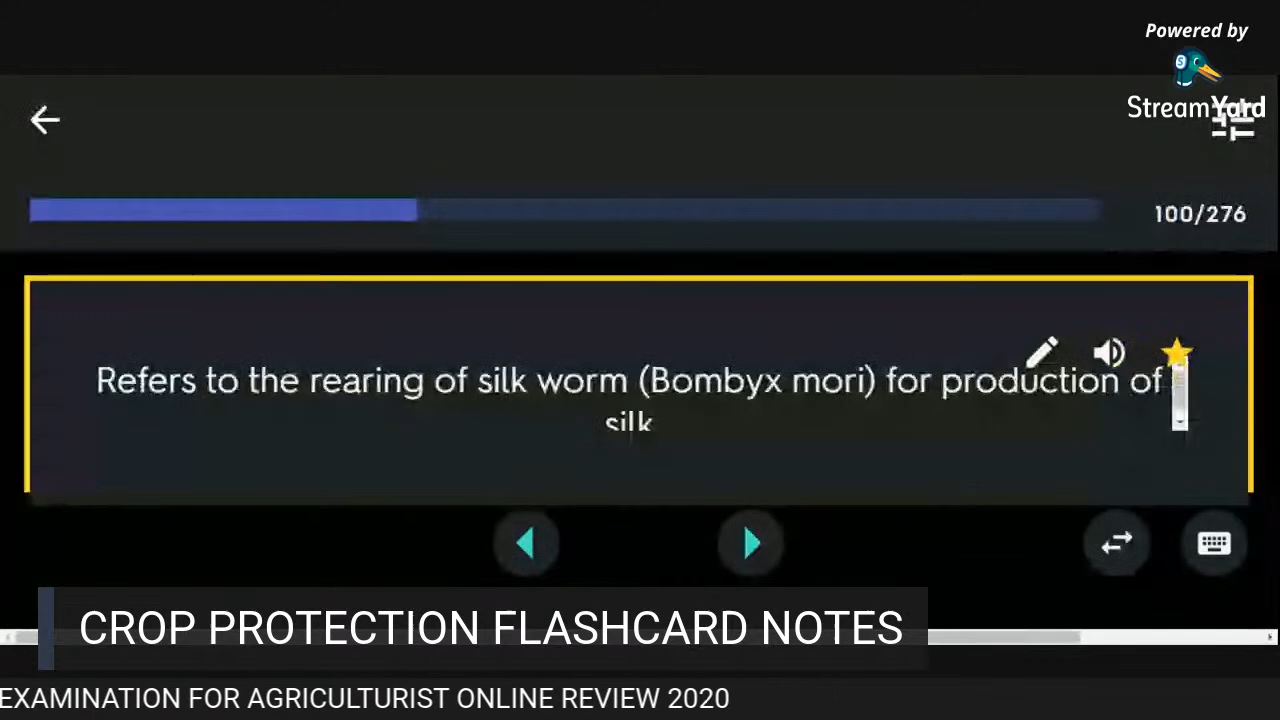 Powered by
StreamYard
100/276
Refers to the rearing of silk worm (Bombyx mori) for production of
silk
CROP PROTECTION FLASHCARD NOTES
EXAMINATION FOR AGRICULTURIST ONLINE REVIEW 2020